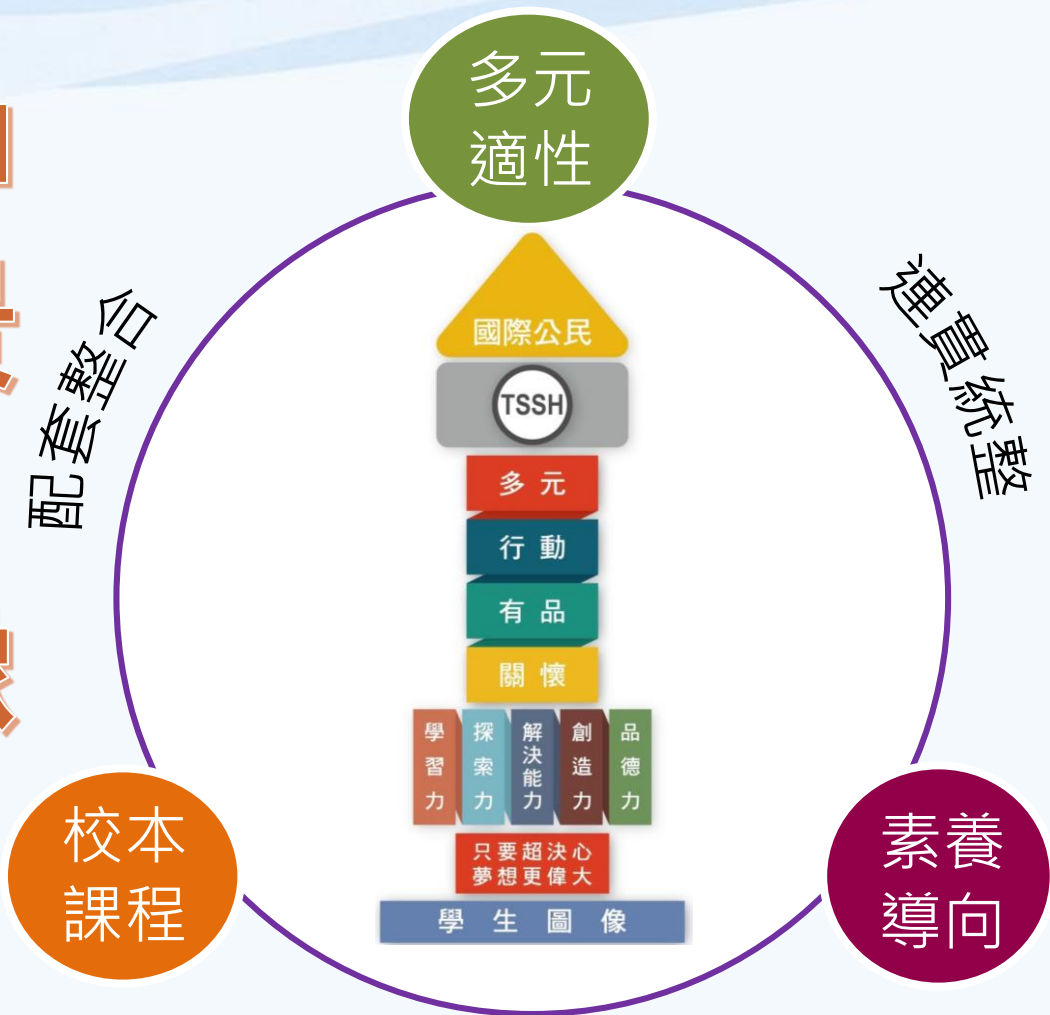 多元
適性
配套整合
連貫統整
國際公民
TSSH
多元
行動
有品
關懷
學習力
探索力
解決能力
創造力
品德力
只要超決心
夢想更偉大
學生圖像
校本
課程
素養
導向